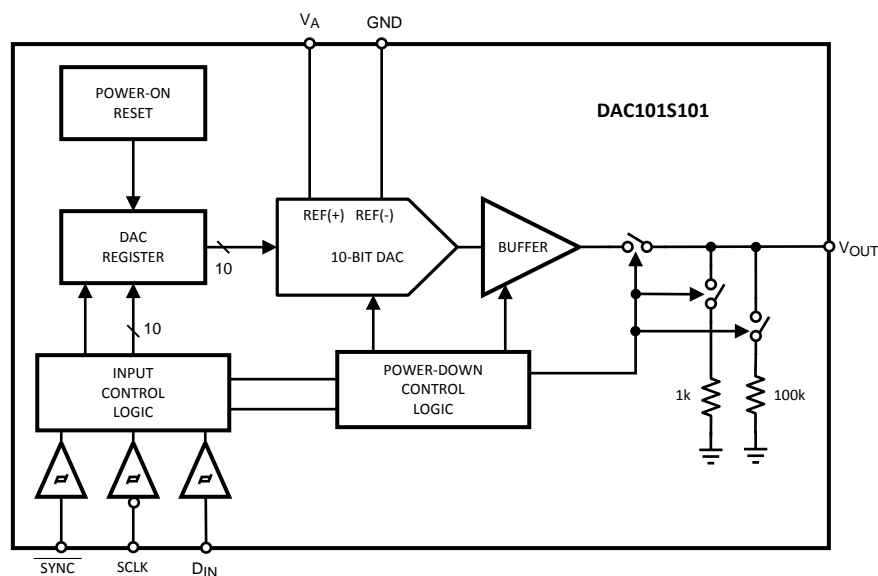 VA
GND
POWER-ON
RESET
DAC101S101
REF(+) REF(-)
DAC
REGISTER
10
10-BIT DAC
BUFFER
VOUT
10
INPUT
CONTROL
LOGIC
POWER-DOWN
CONTROL
LOGIC
1k
100k
SYNC
SCLK
DIN